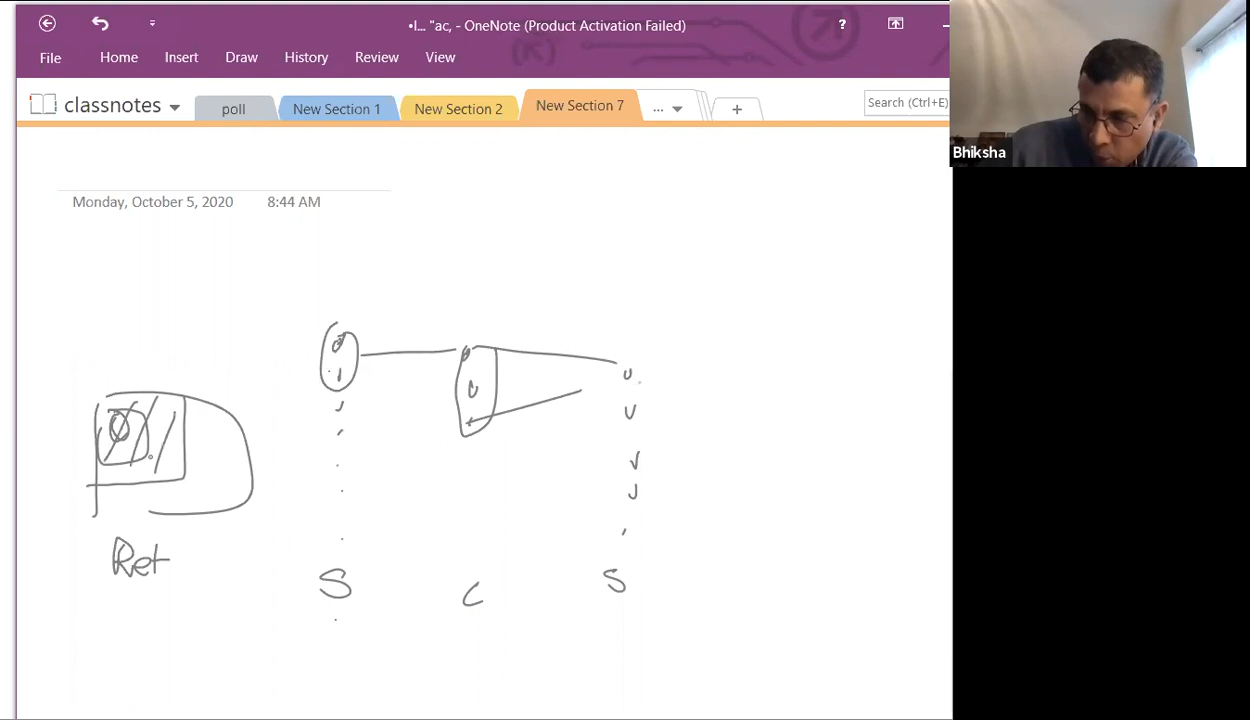 •l... "ac, - OneNote (Product Activation Failed)
?
File Home Insert Draw History Review View
classnotes poll New Section 1 New Section 2 New Section 7 ... + Search (Ctrl+E)
Bhiksha
Monday, October 5, 2020 8:44 AM
Ret S C S